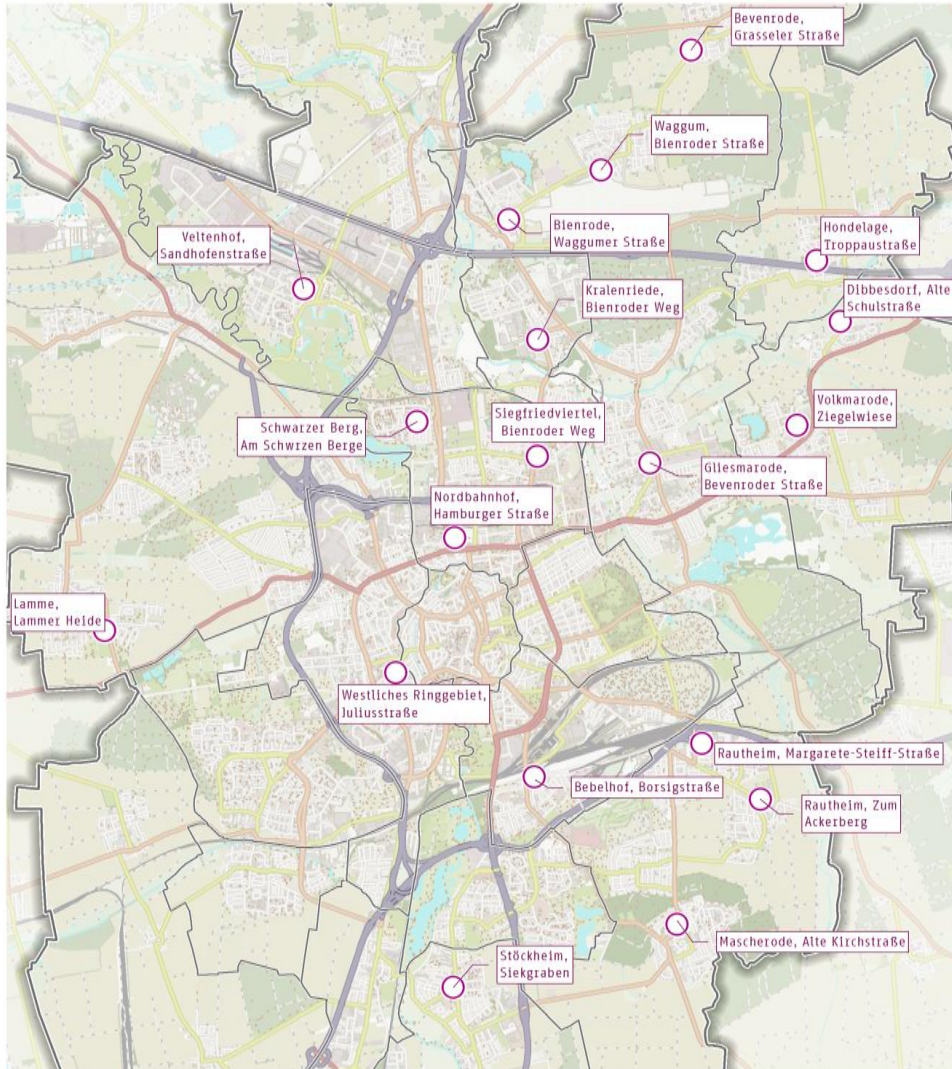 Bevenrode,
Grasseler Straße
Waggum,
Bienroder Straße
Bienrode,
Waggumer Straße
Hondelage,
Troppaustraße
Veltenhof,
Sandhofenstraße
Kralenriede,
Bienroder Weg
Dibbesdorf, Alte
Schulstraße
Volkmarode,
Ziegelwiese
Siegfriedviertel,
Bienroder Weg
Schwarzer Berg,
Am Schwrzen Berge
Gliesmarode,
Bevenroder Straße
Nordbahnhof,
Hamburger Straße
Lamme,
Lammer Heide
Westliches Ringgebiet,
Juliusstraße
Rautheim, Margarete-Steiff-Straße
Bebelhof, Borsigstraße
Rautheim, Zum
Ackerberg
Mascherode, Alte Kirchstraße
Stöckheim,
Siekgraben